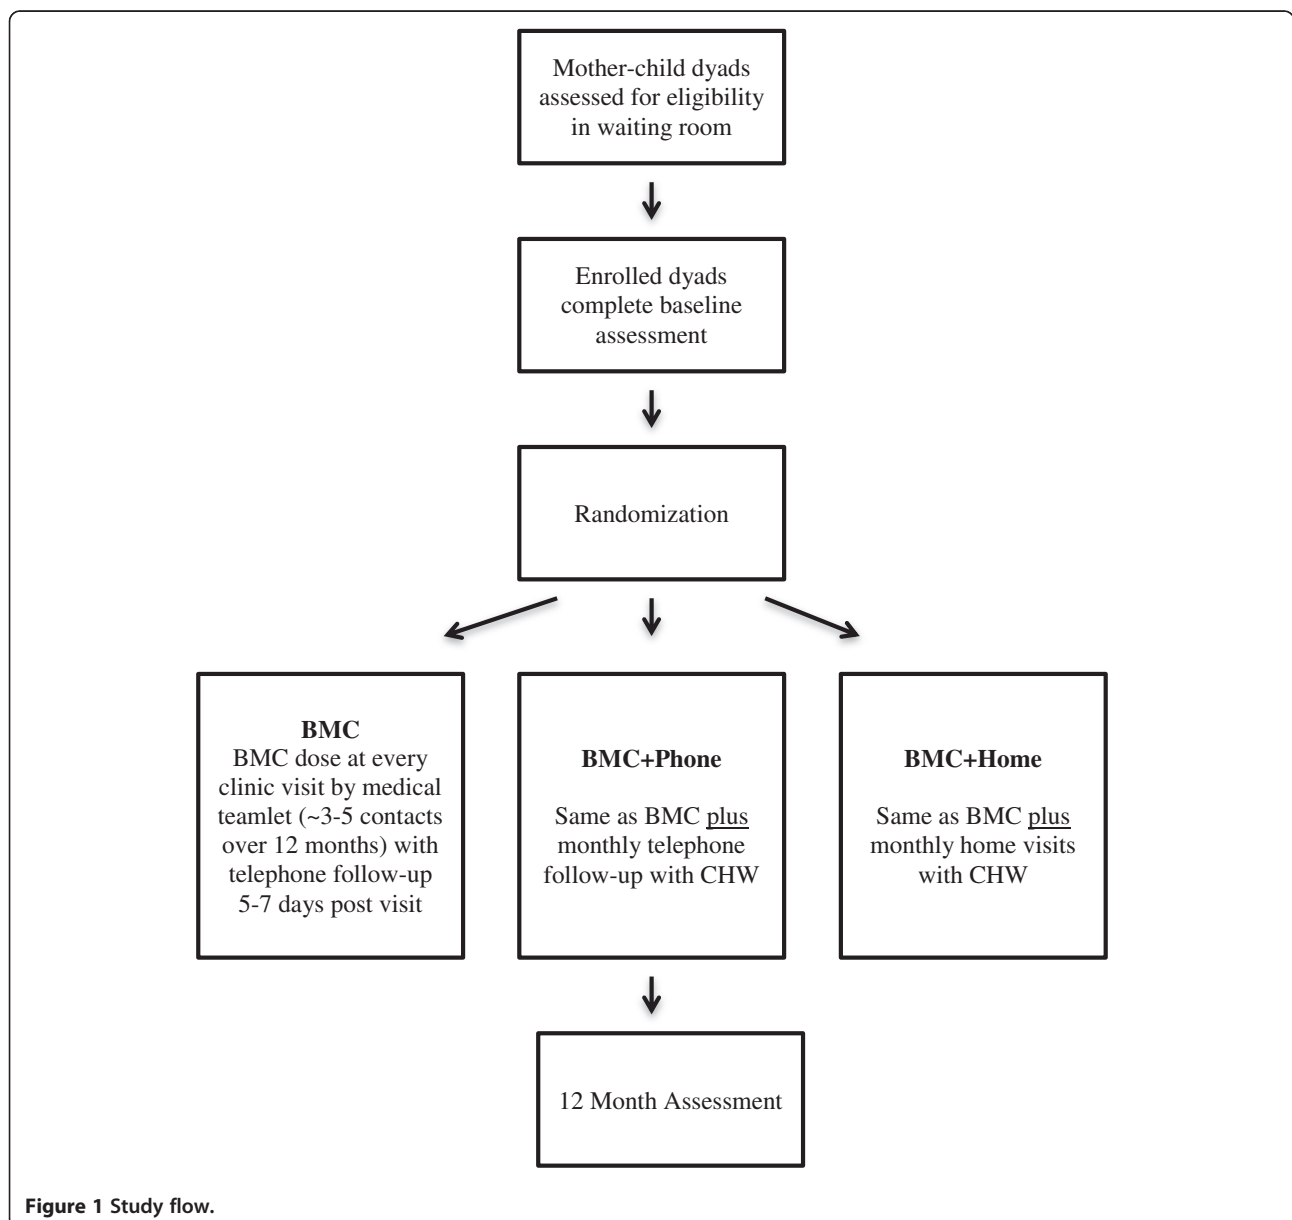 Mother-child dyads
assessed for eligibility
in waiting room
Enrolled dyads
complete baseline
assessment
Randomization
BMC
BMC dose at every
clinic visit by medical
teamlet (~3-5 contacts
over 12 months) with
telephone follow-up
5-7 days post visit
BMC+Phone
Same as BMC plus
monthly telephone
follow-up with CHW
BMC+Home
Same as BMC plus
monthly home visits
with CHW
12 Month Assessment
Figure 1 Study flow.